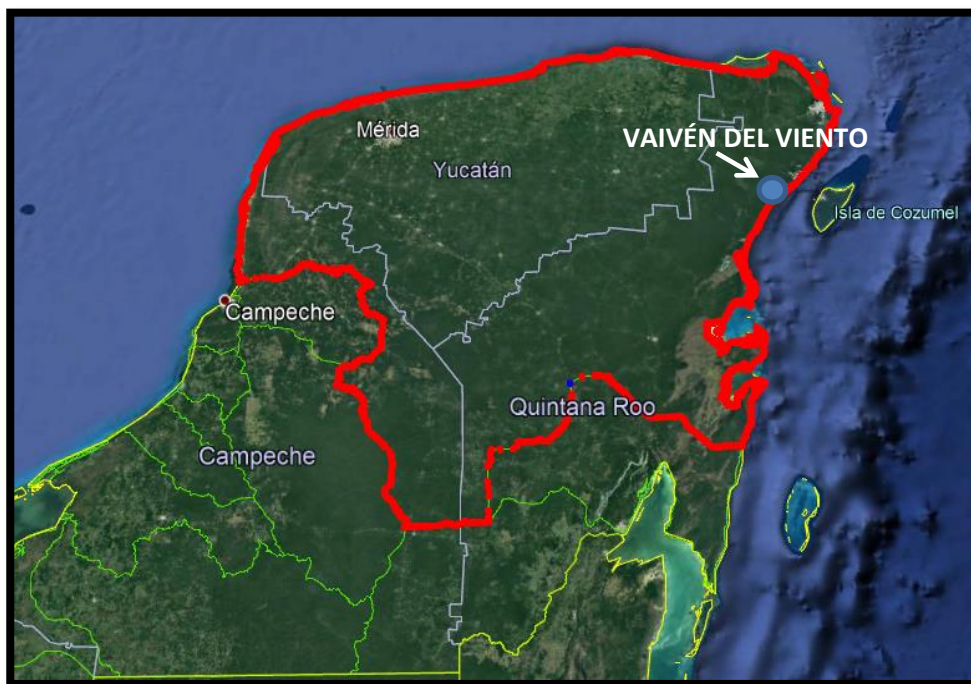 Mérida
VAIVÉN DEL VIENTO
Yucatán
Isla de Cozumel
Campeche
Quintana Roo
Campeche